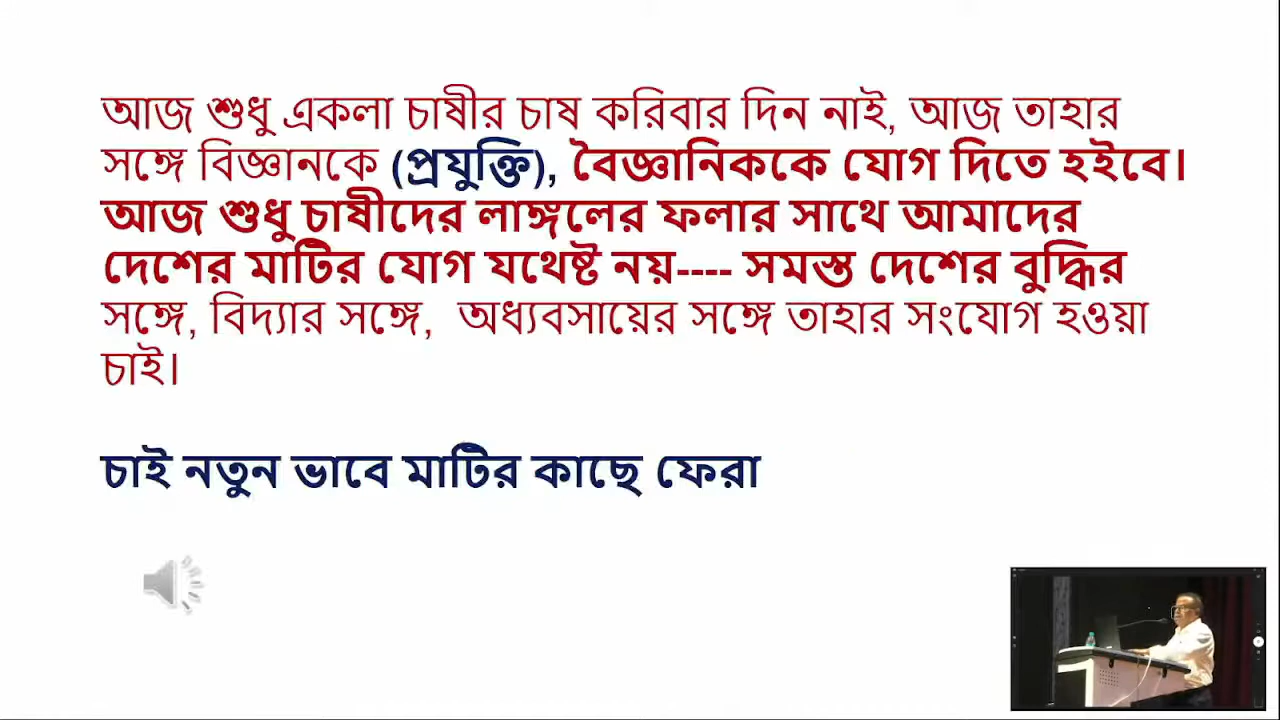 আজ শুধু একলা চাষীর চাষ করিবার দিন নাই, আজ তাহার
সঙ্গে বিজ্ঞানকে (প্রযুক্তি), বৈজ্ঞানিককে যোগ দিতে হইবে।
আজ শুধু চাষীদের লাঙ্গলের ফলার সাথে আমাদের
দেশের মাটির যোগ যথেষ্ট নয়---- সমস্ত দেশের বুদ্ধির
সঙ্গে, বিদ্যার সঙ্গে, অধ্যবসায়ের সঙ্গে তাহার সংযোগ হওয়া
চাই।
চাই নতুন ভাবে মাটির কাছে ফেরা